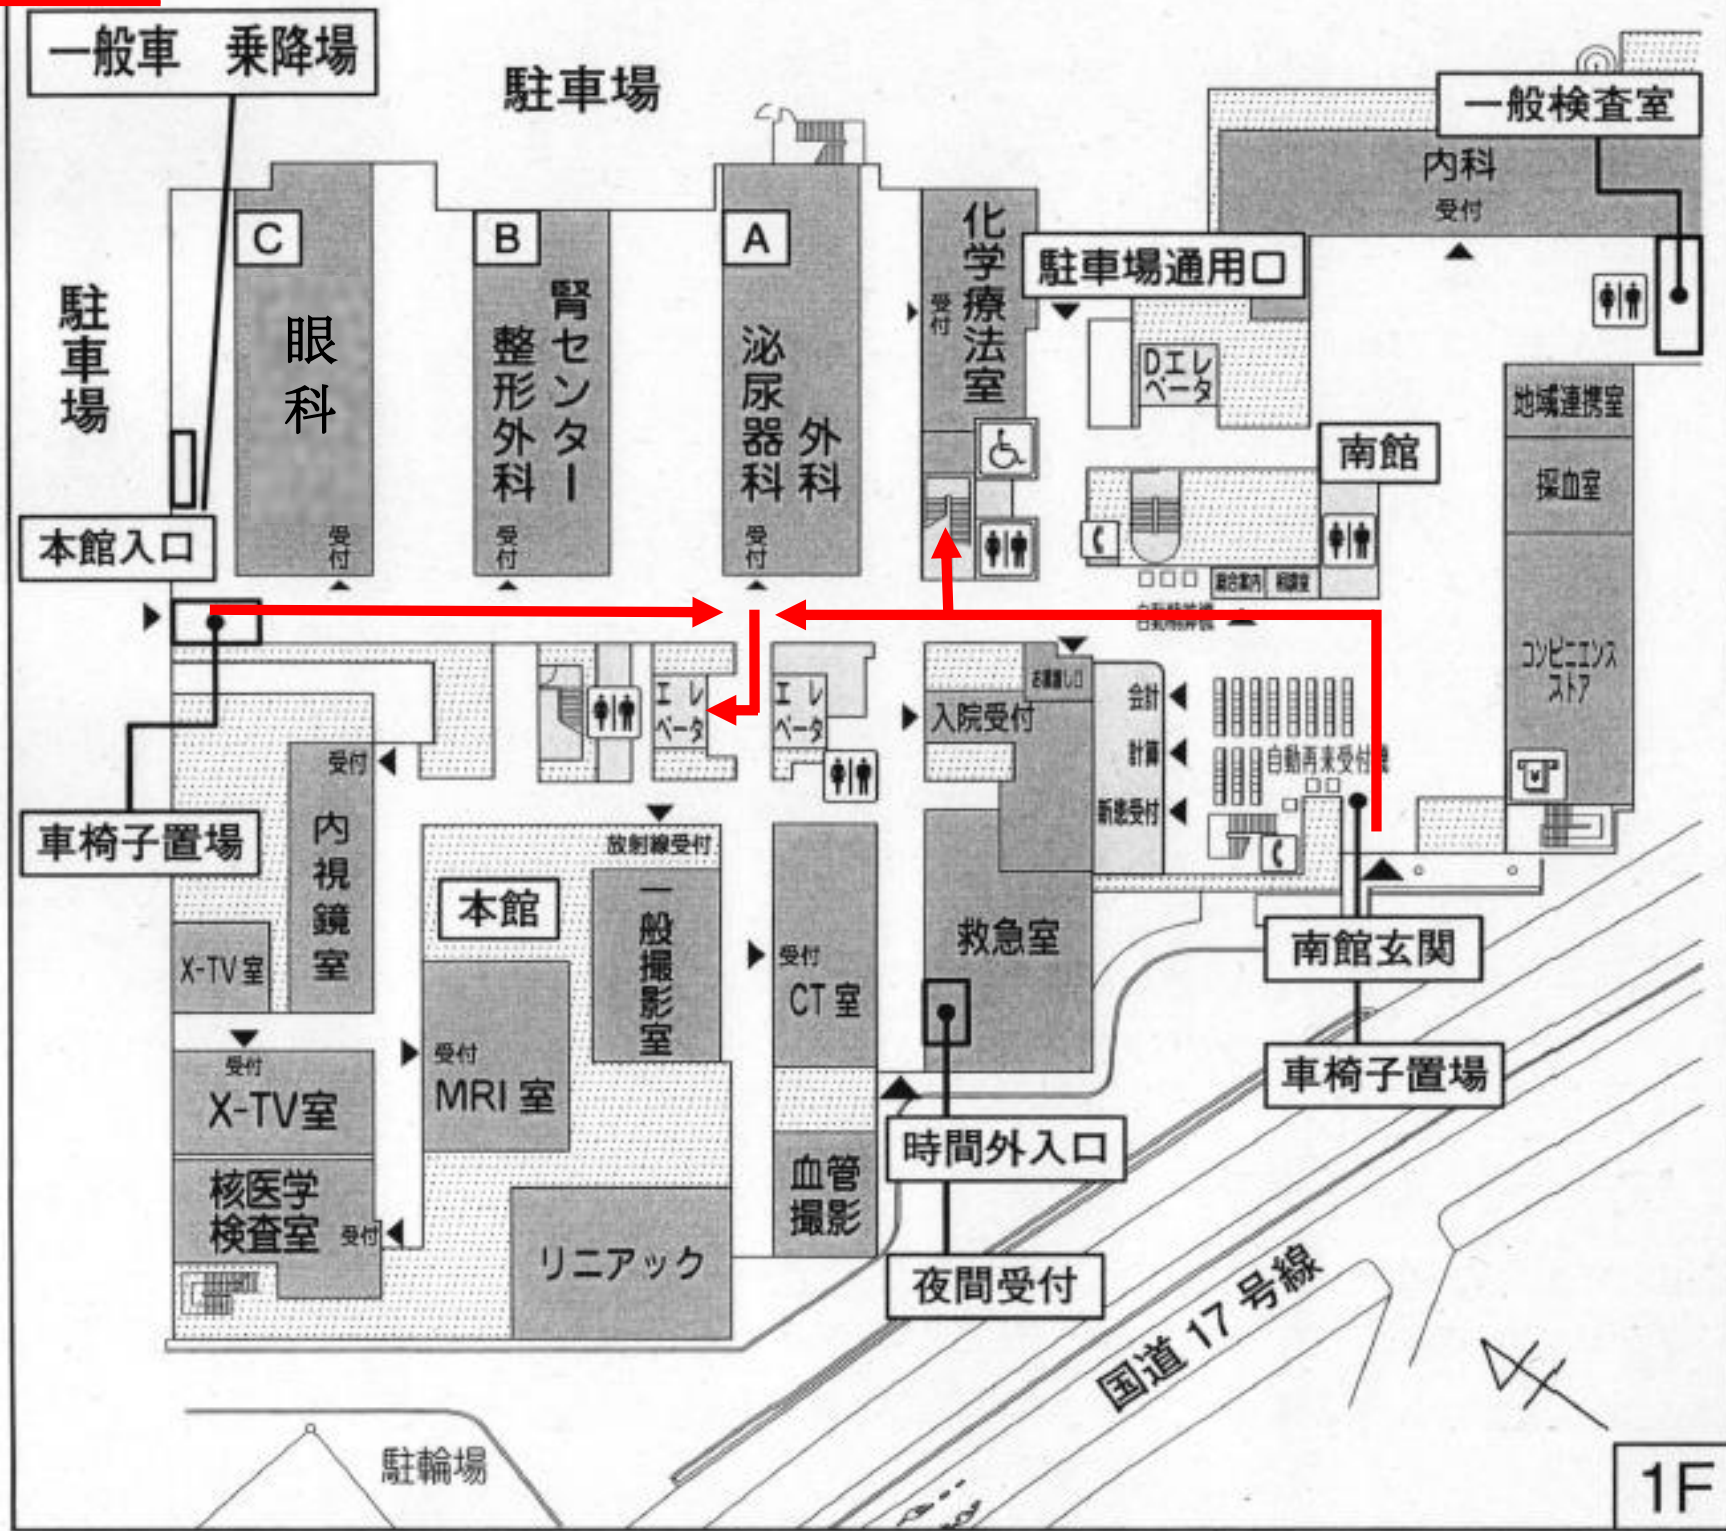 一般車　乗降場
駐車場
一般検査室
内科
受付
C
B
A
化学療法室
受付
駐車場通用口
駐車場
眼科
腎センター
整形外科
泌尿器科
外科
Dエレベータ
地域連携室
南館
採血室
受付
受付
受付
本館入口
総合案内
相談室
コンビニエンス
ストア
エレベータ
エレベータ
入院受付
会計
計算
新患受付
自動再来受付機
受付
車椅子置場
内視鏡室
放射線受付
本館
一般撮影室
受付
CT室
救急室
南館玄関
X-TV室
車椅子置場
受付
X-TV室
受付
MRI室
時間外入口
核医学
検査室
受付
血管
撮影
リニアック
夜間受付
国道17号線
駐輪場
1F